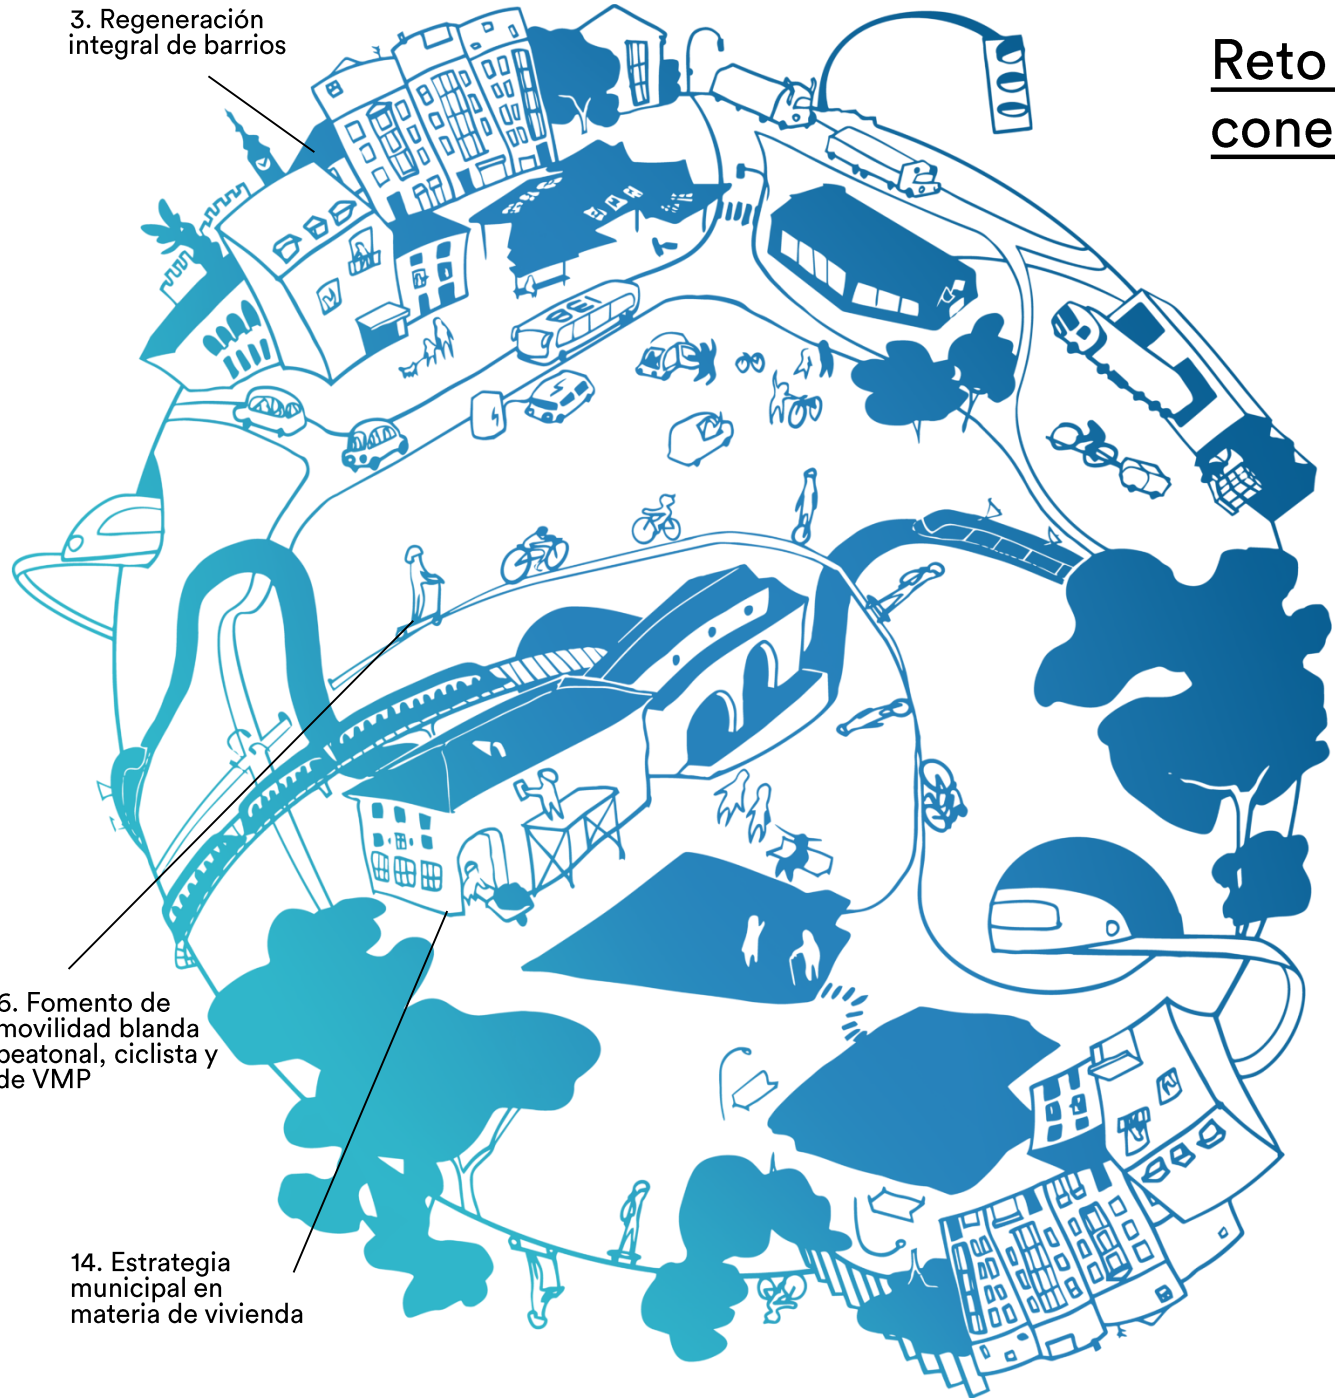 3. Regeneración
integral de barrios
Reto
cone
BEI
6. Fomento de
movilidad blanda
peatonal, ciclista y
de VMP
14. Estrategia
municipal en
materia de vivienda